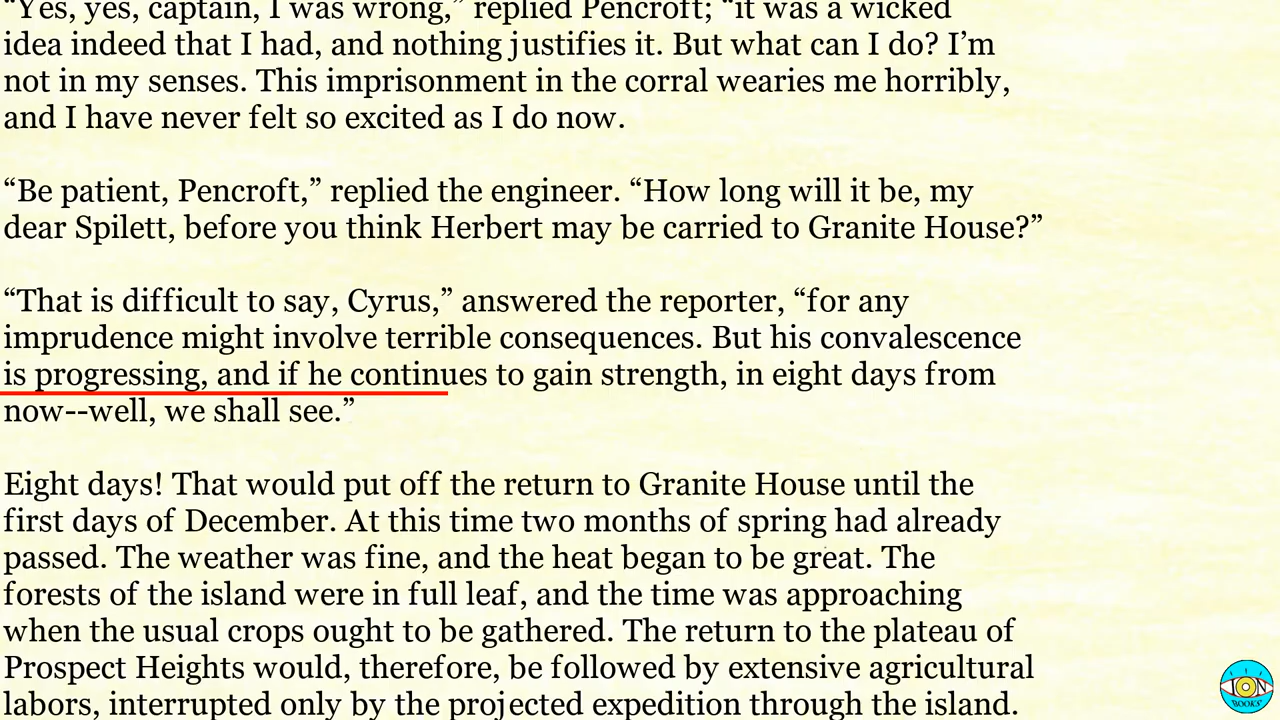 “Yes, yes, captain, I was wrong,” replied Pencroft; “it was a wicked
idea indeed that I had, and nothing justifies it. But what can I do? I’m
not in my senses. This imprisonment in the corral wearies me horribly,
and I have never felt so excited as I do now.
“Be patient, Pencroft,” replied the engineer. “How long will it be, my
dear Spilett, before you think Herbert may be carried to Granite House?”
“That is difficult to say, Cyrus,” answered the reporter, “for any
imprudence might involve terrible consequences. But his convalescence
is progressing, and if he continues to gain strength, in eight days from
now--well, we shall see.”
Eight days! That would put off the return to Granite House until the
first days of December. At this time two months of spring had already
passed. The weather was fine, and the heat began to be great. The
forests of the island were in full leaf, and the time was approaching
when the usual crops ought to be gathered. The return to the plateau of
Prospect Heights would, therefore, be followed by extensive agricultural
labors, interrupted only by the projected expedition through the island.
ION
BOOKS